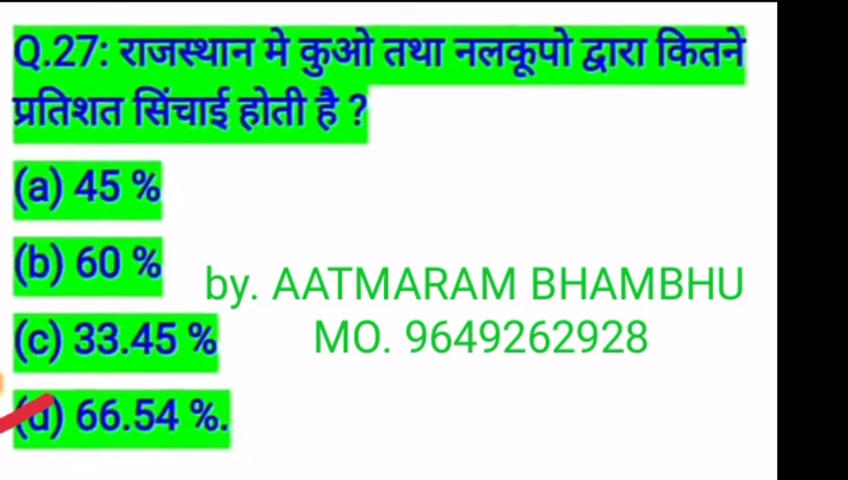 Q.27: राजस्थान मे कुओ तथा नलकूपो द्वारा कितने
प्रतिशत सिंचाई होती है ?
(a) 45 %
(b) 60 %
by. AATMARAM BHAMBHU
(c) 33.45 %
MO. 9649262928
(d) 66.54 %.